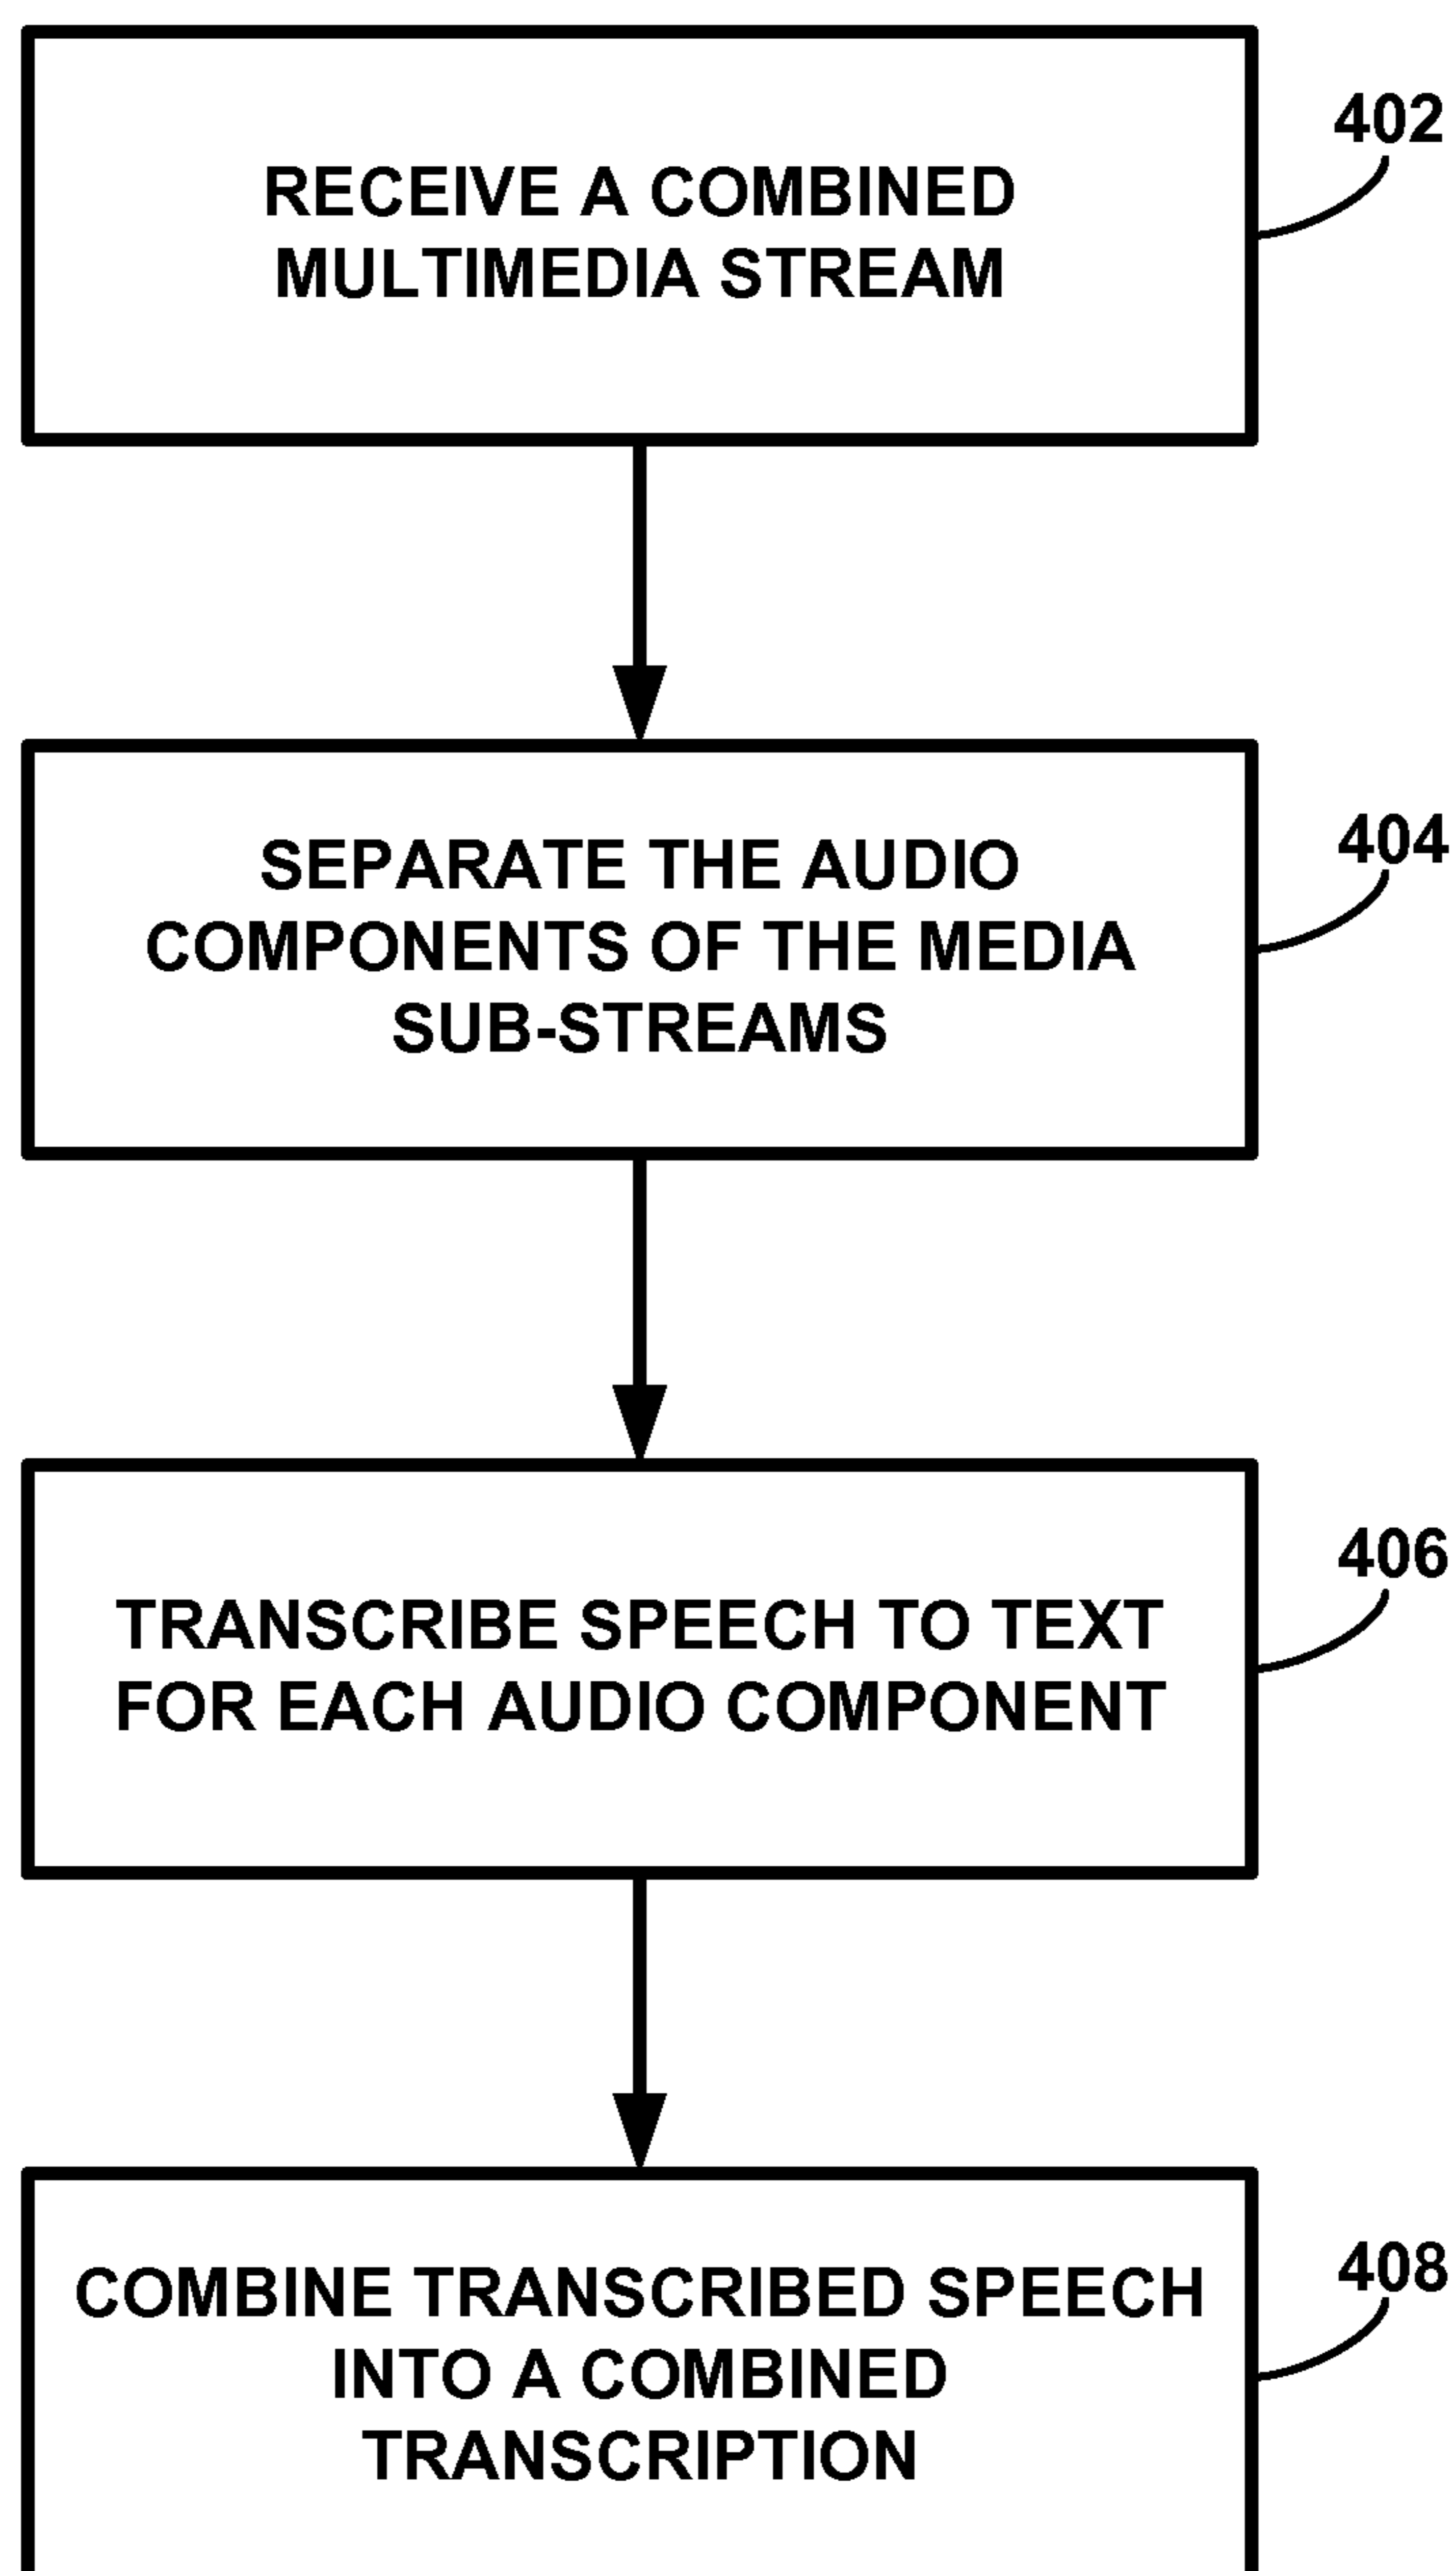 402
RECEIVE A COMBINED
MULTIMEDIA STREAM
404
SEPARATE THE AUDIO
COMPONENTS OF THE MEDIA
SUB-STREAMS
406
TRANSCRIBE SPEECH TO TEXT
FOR EACH AUDIO COMPONENT
408
COMBINE TRANSCRIBED SPEECH
INTO A COMBINED
TRANSCRIPTION